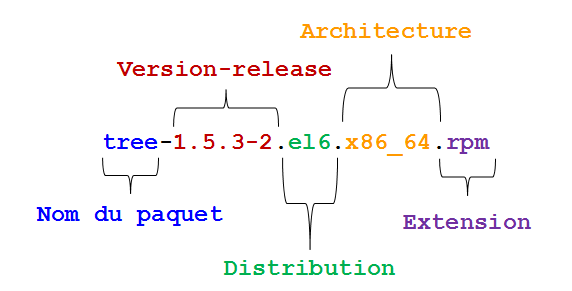 Architecture
Version-release
tree-1.5.3-2.el6.x86_64.rpm
Nom du paquet
Extension
Distribution